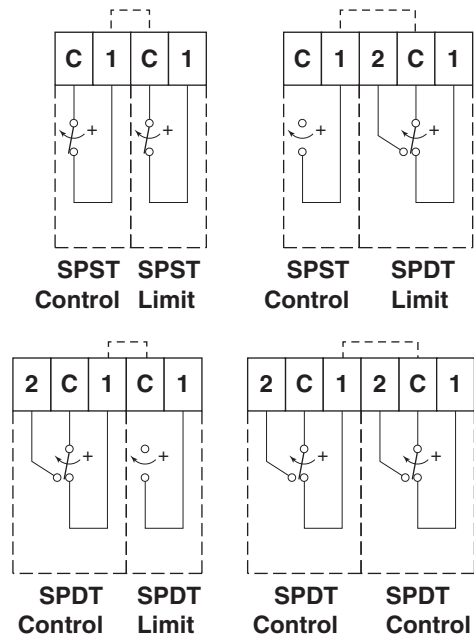 C 1 C 1
C 1 2 C 1
+ +
+ +
SPST SPST
Control Limit
SPST SPDT
Control Limit
2 C 1 C 1
2 C 1 2 C 1
+ +
+ +
SPDT SPDT
Control Limit
SPDT SPDT
Control Control